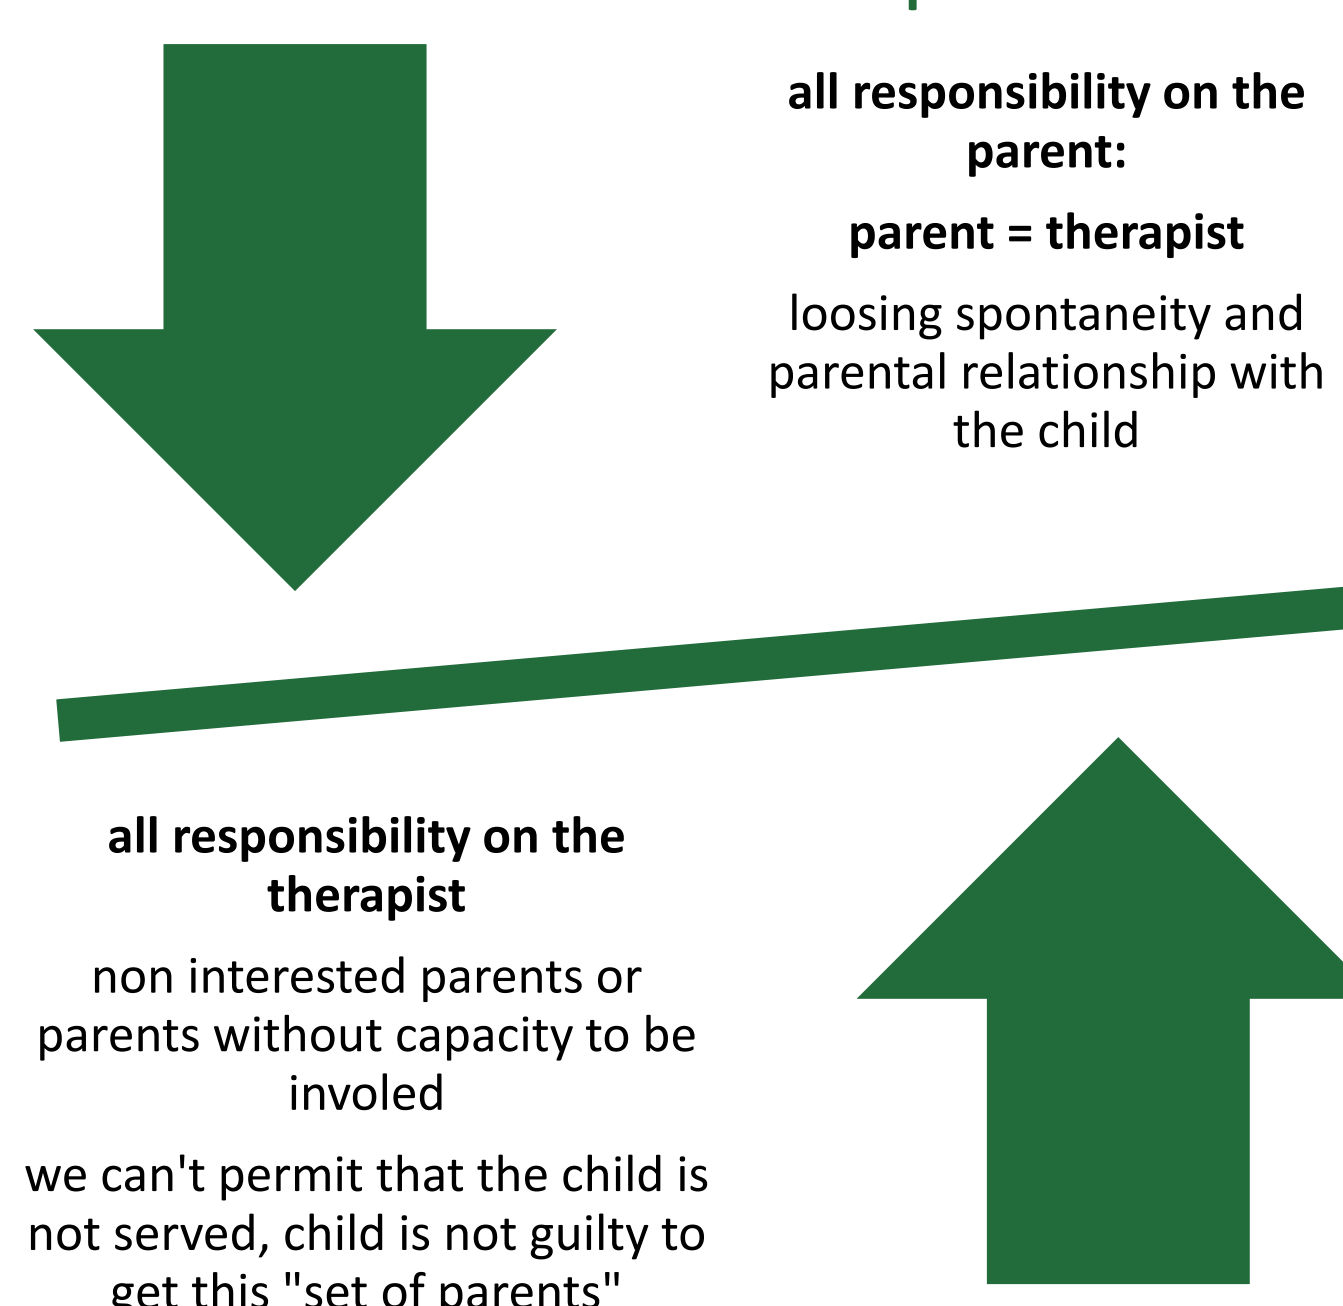 all responsibility on the
parent:
parent = therapist
loosing spontaneity and
parental relationship with
the child
all responsibility on the
therapist
non interested parents or
parents without capacity to be
involed
we can't permit that the child is
not served, child is not guilty to
get this "set of parents"